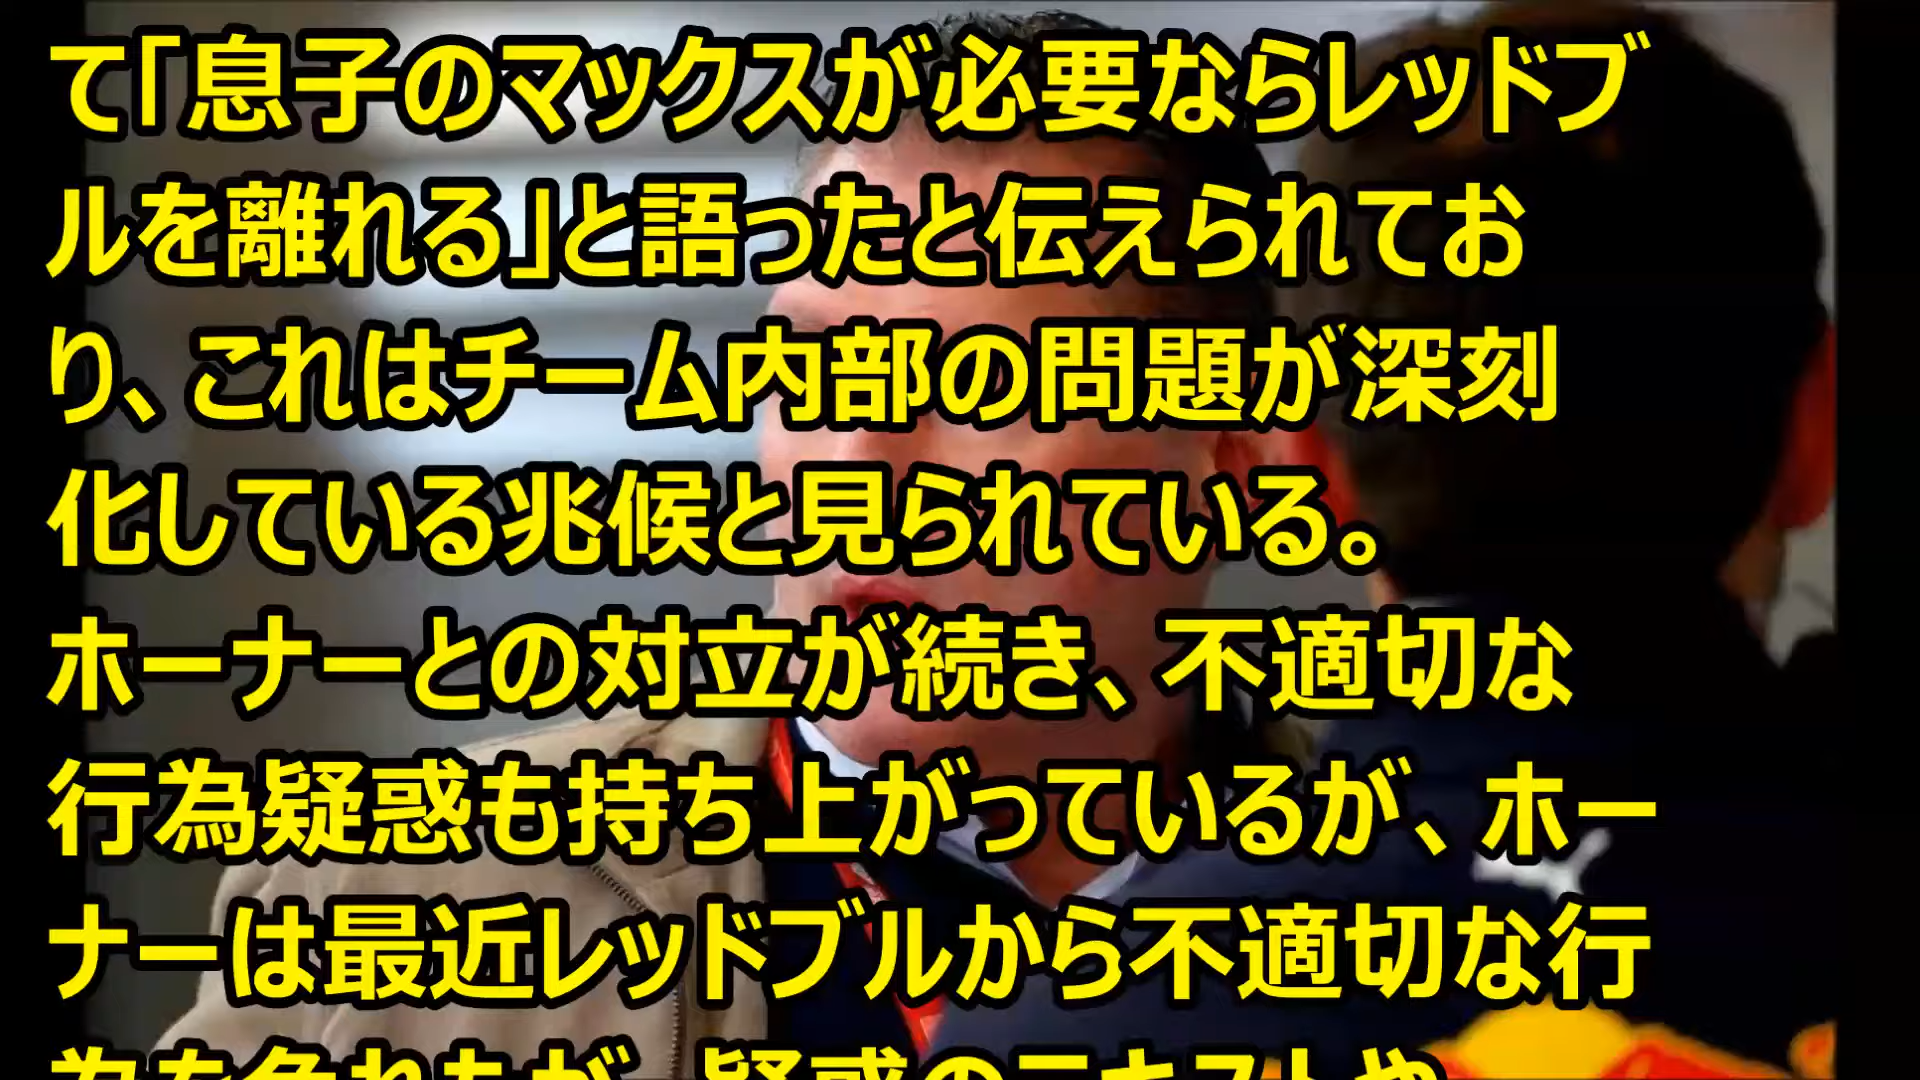 て「息子のマックスが必要ならレッドブ
ルを離れる」と語ったと伝えられてお
り、これはチーム内部の問題が深刻
化している兆候と見られている。
ホーナーとの対立が続き、不適切な
行為疑惑も持ち上がっているが、ホー
ナーは最近レッドブルから不適切な行